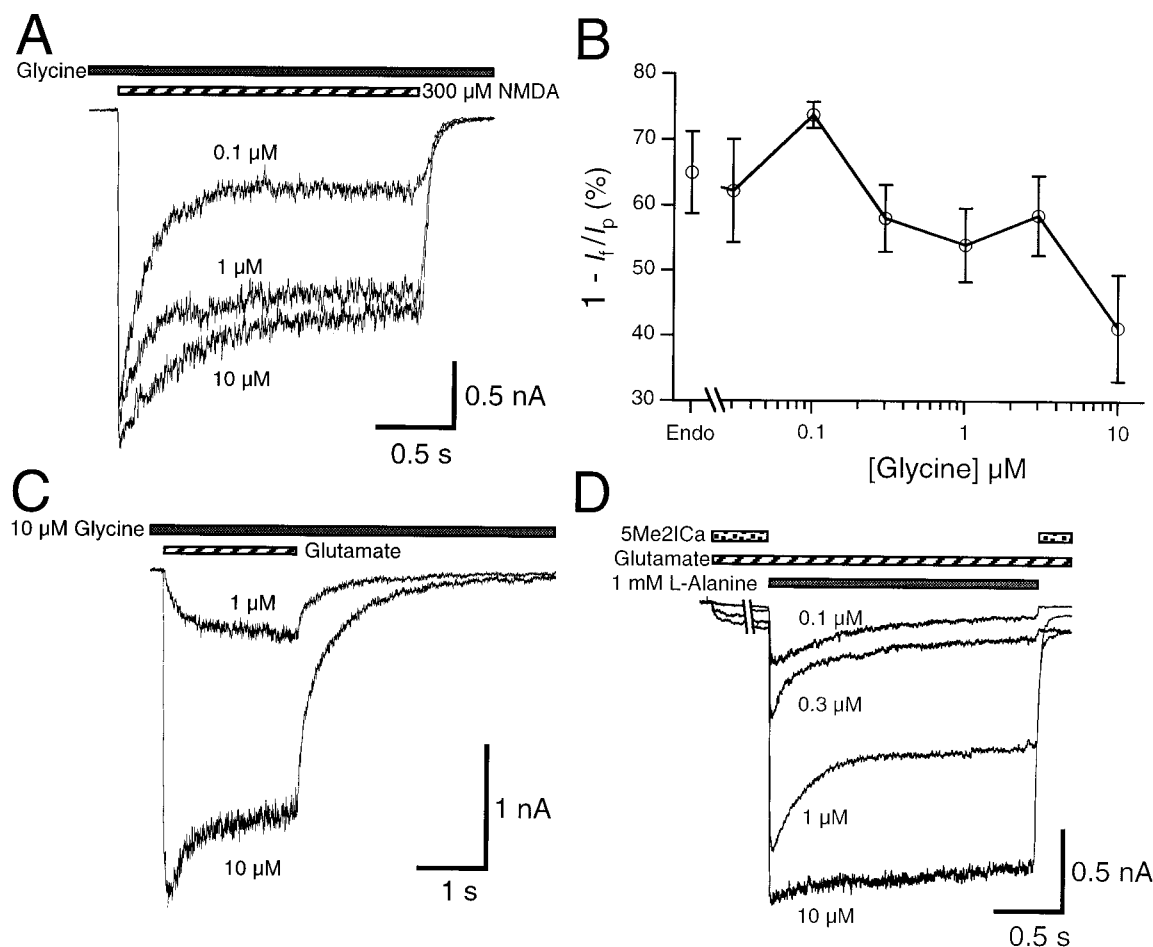 A
Glycine
300 µM NMDA
0.1 µM
1 µM
10 µM
0.5 nA
0.5 s
B
1 - If/Ip (%)
80
70
60
50
40
30
Endo
0.1
1
10
[Glycine] µM
C
10 µM Glycine
Glutamate
1 µM
10 µM
1 nA
1 s
D
5Me2ICa
Glutamate
1 mM L-Alanine
0.1 µM
0.3 µM
1 µM
10 µM
0.5 nA
0.5 s